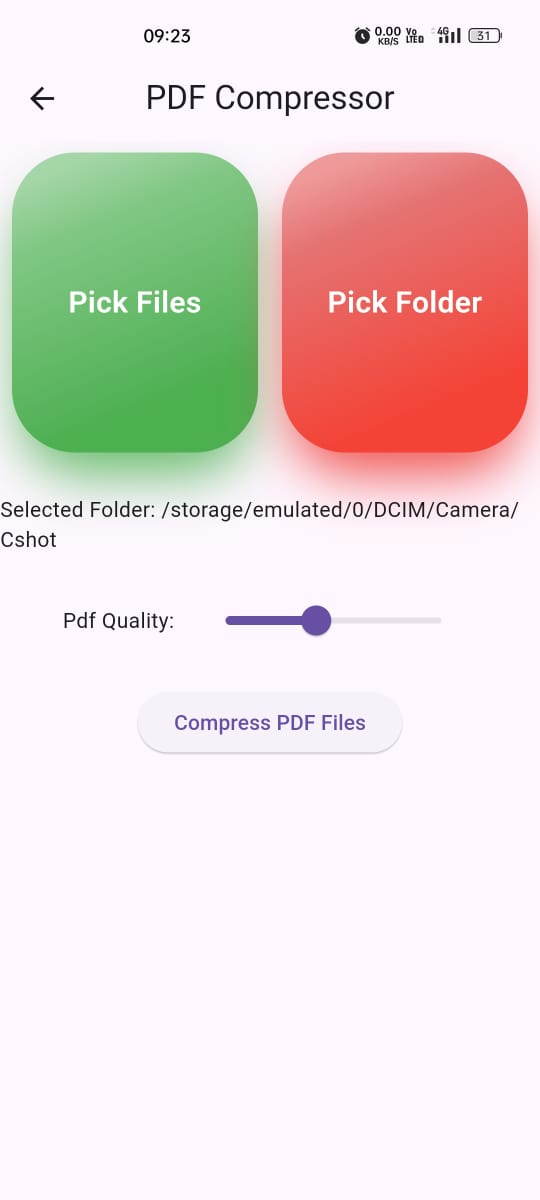 09:23
0.00
KB/S
Vo
LTE
4G
31
PDF Compressor
Pick Files
Pick Folder
Selected Folder: /storage/emulated/0/DCIM/Camera/
Cshot
Pdf Quality:
Compress PDF Files